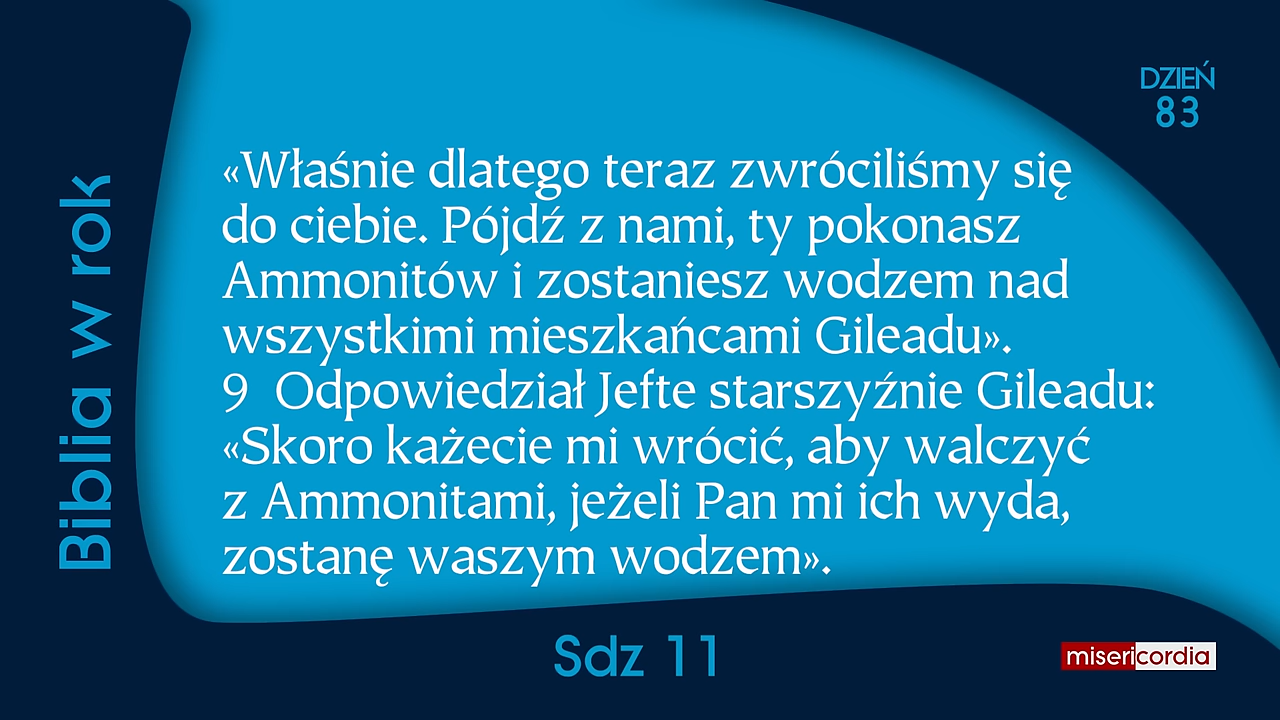 DZIEŃ
83
«Właśnie dlatego teraz zwróciliśmy się
do ciebie. Pójdź z nami, ty pokonasz
Ammonitów i zostaniesz wodzem nad
wszystkimi mieszkańcami Gileadu».
9 Odpowiedział Jefte starszyźnie Gileadu:
«Skoro każecie mi wrócić, aby walczyć
z Ammonitami, jeżeli Pan mi ich wyda,
zostanę waszym wodzem».
Biblia w rok
Sdz 11
misericordia